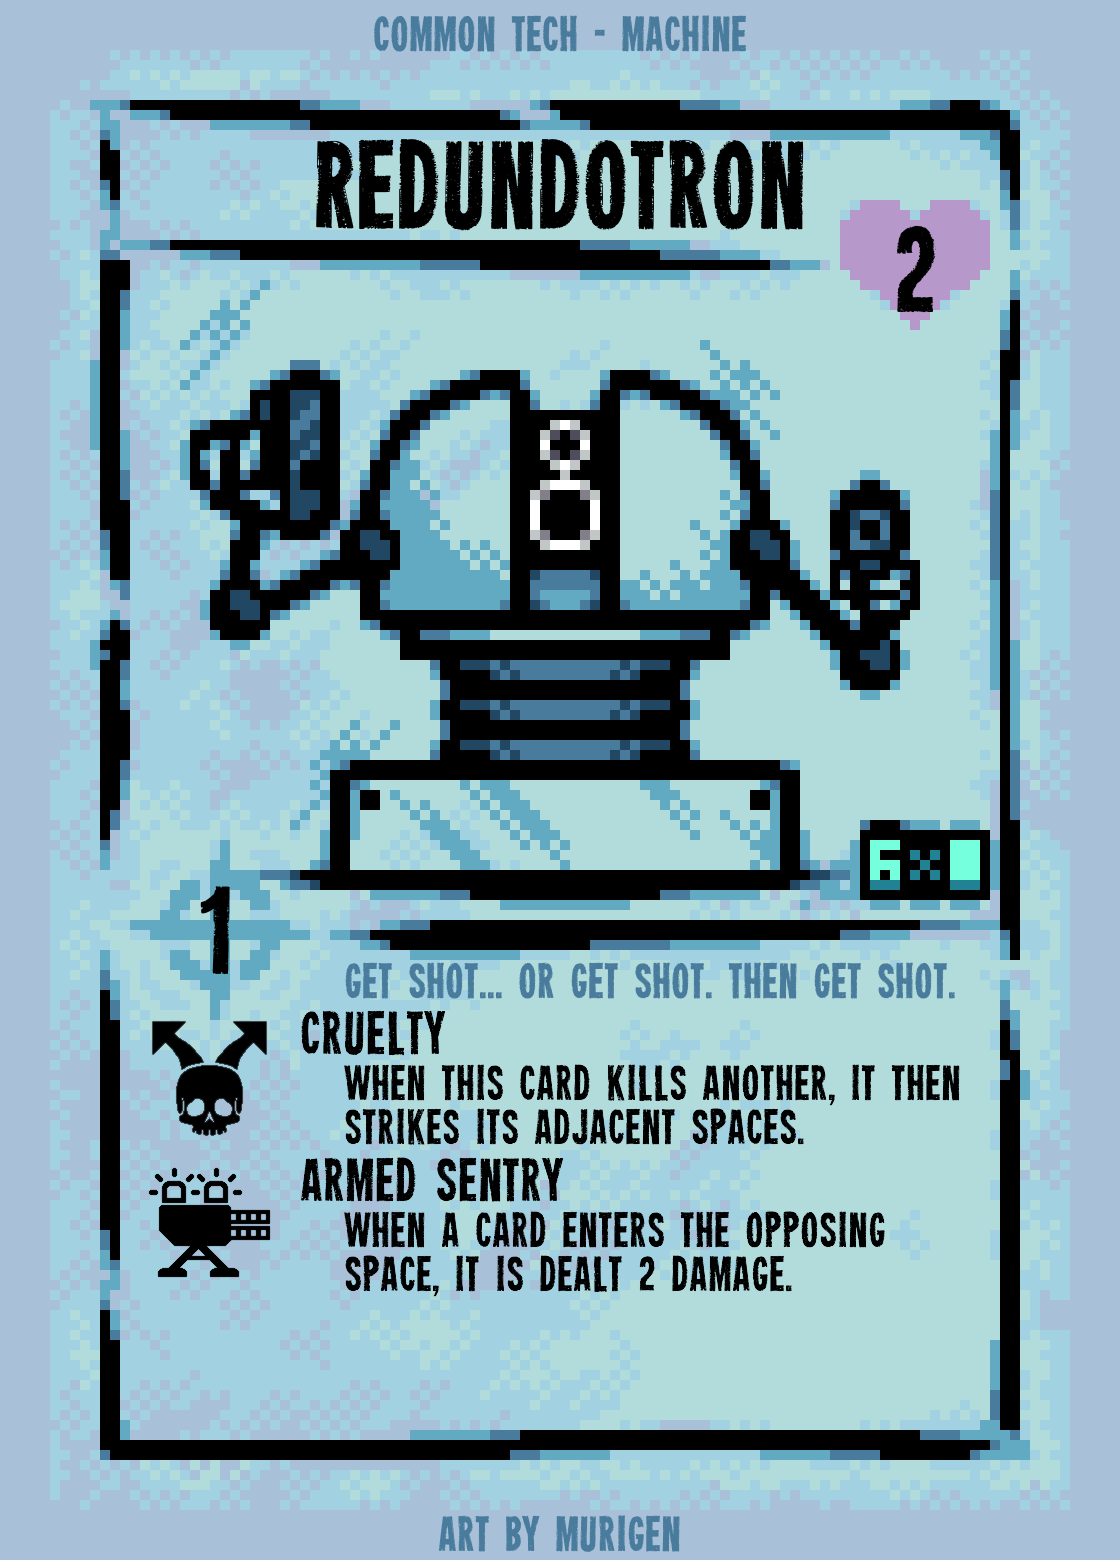 COMMON TECH - MACHINE
REDUNDOTRON
2
6×
1
GET SHOT... OR GET SHOT. THEN GET SHOT.
CRUELTY
WHEN THIS CARD KILLS ANOTHER, IT THEN
STRIKES ITS ADJACENT SPACES.
ARMED SENTRY
WHEN A CARD ENTERS THE OPPOSING
SPACE, IT IS DEALT 2 DAMAGE.
ART BY MURIGEN